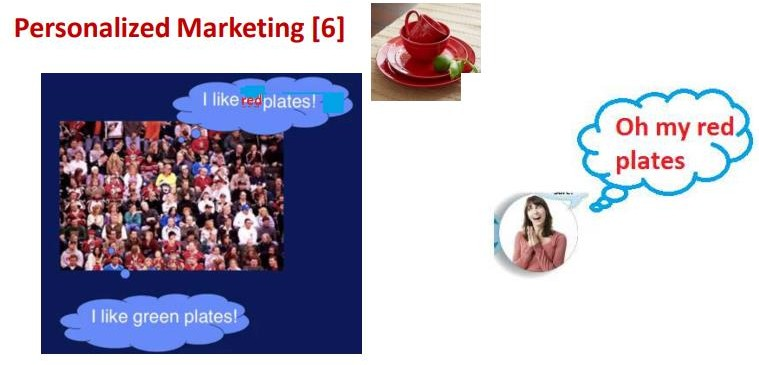 Personalized Marketing [6]
I like red plates!
Oh my red
plates
I like green plates!